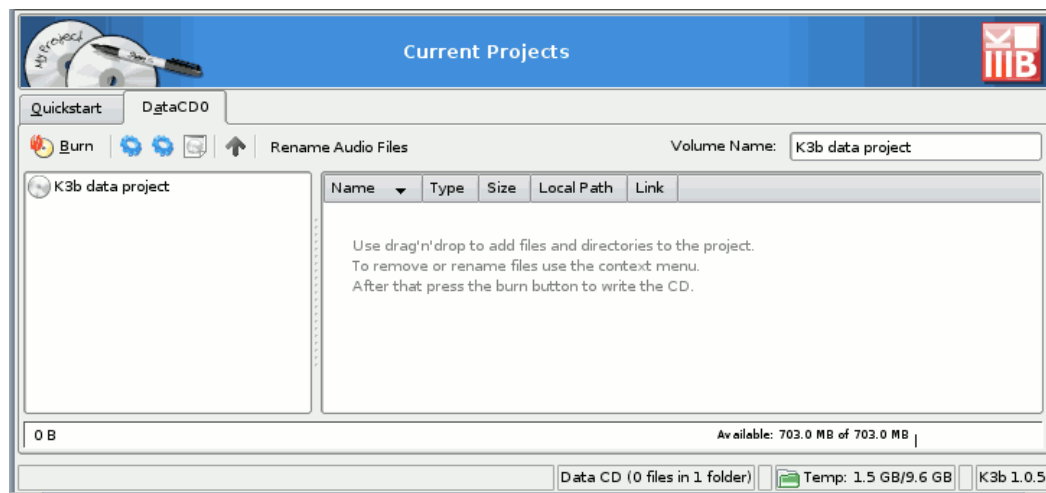 My Project
Current Projects
K
B
Quickstart
DataCD0
Burn
Rename Audio Files
Volume Name: K3b data project
K3b data project
Name Type Size Local Path Link
Use drag'n'drop to add files and directories to the project.
To remove or rename files use the context menu.
After that press the burn button to write the CD.
0 B
Available: 703.0 MB of 703.0 MB
Data CD (0 files in 1 folder) Temp: 1.5 GB/9.6 GB K3b 1.0.5